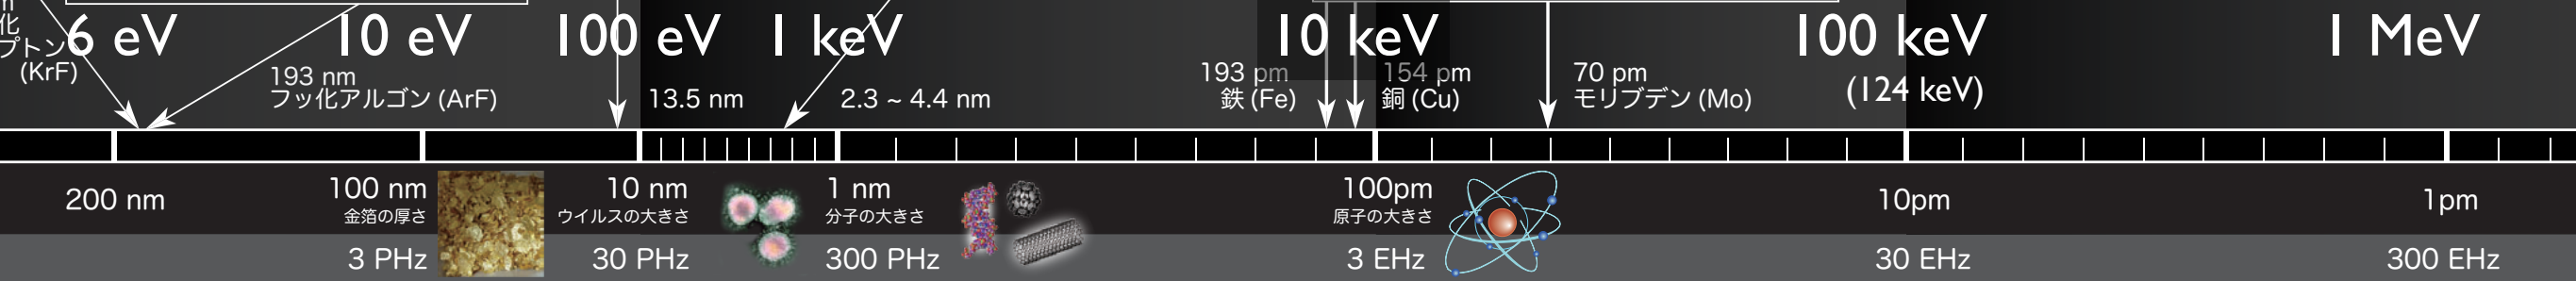 化
プトン
(KrF)
6 eV
10 eV
100 eV
1 keV
10 keV
100 keV
(124 keV)
1 MeV
193 nm
フッ化アルゴン (ArF)
13.5 nm
2.3 ~ 4.4 nm
193 pm
鉄 (Fe)
154 pm
銅 (Cu)
70 pm
モリブデン (Mo)
200 nm
100 nm
金箔の厚さ
10 nm
ウイルスの大きさ
1 nm
分子の大きさ
100pm
原子の大きさ
10pm
1pm
3 PHz
30 PHz
300 PHz
3 EHz
30 EHz
300 EHz